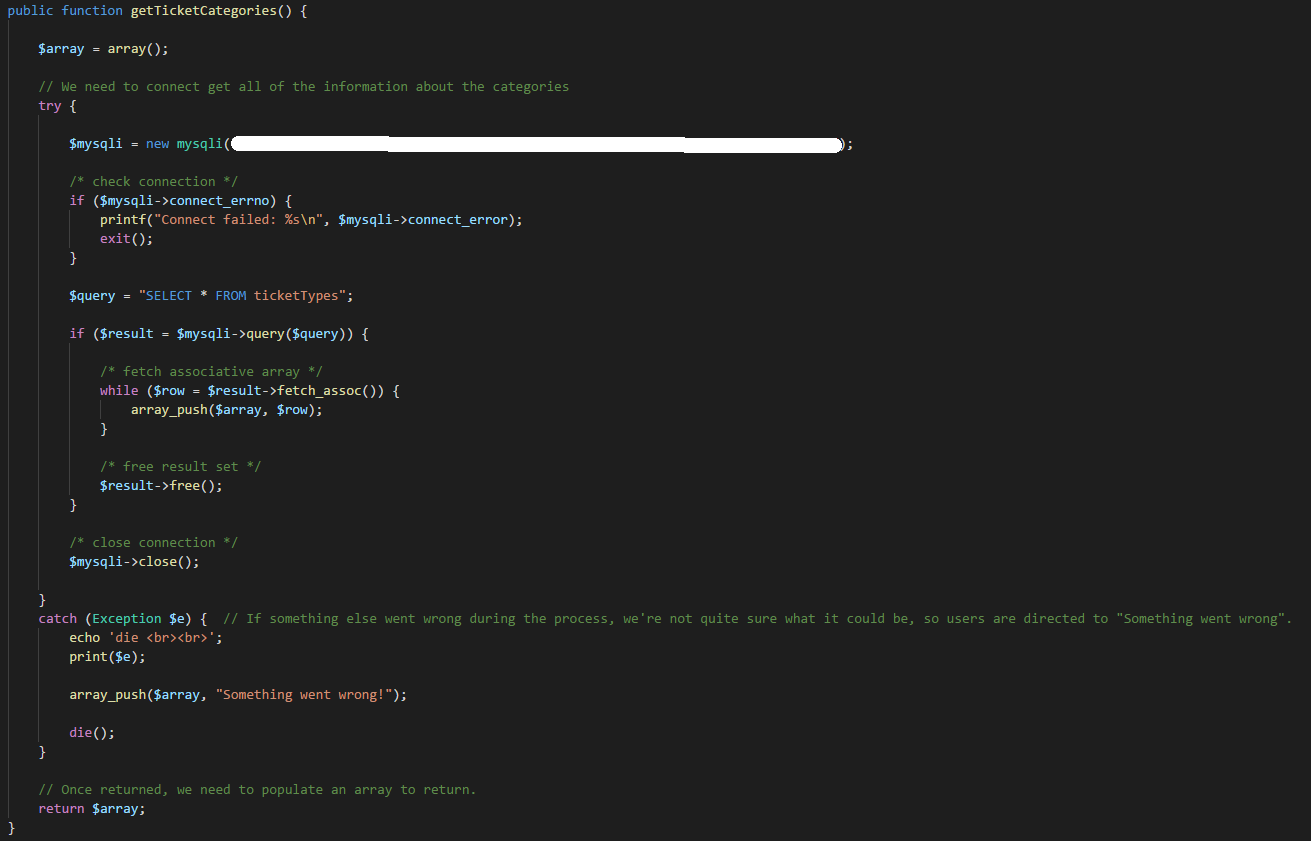 public function getTicketCategories() {
$array = array();
// We need to connect get all of the information about the categories
try {
$mysqli = new mysqli(
);
/* check connection */
if ($mysqli->connect_errno) {
printf("Connect failed: %s\n", $mysqli->connect_error);
exit();
}
$query = "SELECT * FROM ticketTypes";
if ($result = $mysqli->query($query)) {
/* fetch associative array */
while ($row = $result->fetch_assoc()) {
array_push($array, $row);
}
/* free result set */
$result->free();
}
/* close connection */
$mysqli->close();
}
catch (Exception $e) {  // If something else went wrong during the process, we're not quite sure what it could be, so users are directed to "Something went wrong".
echo 'die <br><br>';
print($e);
array_push($array, "Something went wrong!");
die();
}
// Once returned, we need to populate an array to return.
return $array;
}